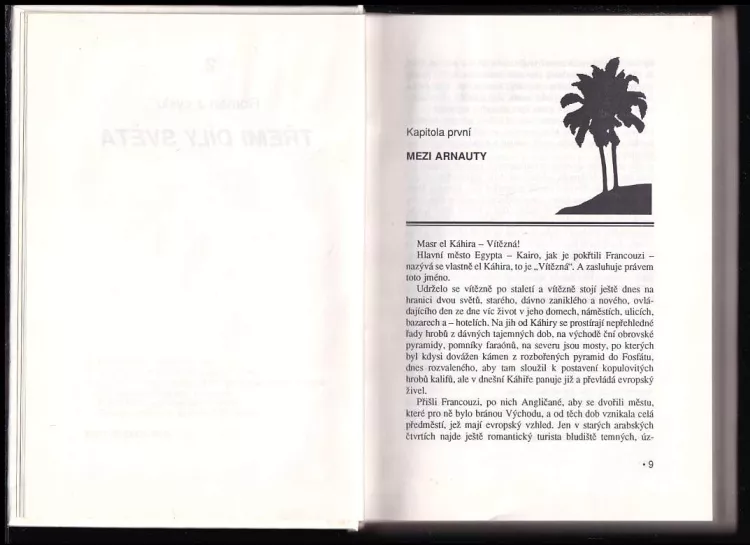 Kapitola první
MEZI ARNAUTY
Masr el Káhira – Vítězná!
Hlavní město Egypta – Kairo, jak je pokřtili Francouzi –
nazývá se vlastně el Káhira, to je „Vítězná“. A zasluhuje právem
toto jméno.
Udrželo se vítězně po staletí a vítězně stojí ještě dnes na
hranici dvou světů, starého, dávno zaniklého a nového, ovlá-
dajícího den ze dne víc život v jeho domech, náměstích, ulicích,
bazarech a – hotelích. Na jih od Káhiry se prostírají nepřehledné
řady hrobů z dávných tajemných dob, na východě ční obrovské
pyramidy, pomníky faraónů, na severu jsou mosty, po kterých
byl kdysi dovážen kámen z rozbořených pyramid do Fosfátu,
dnes rozvaleného, aby tam sloužil k postavení kopulovitých
hrobů kalifů, ale v dnešní Káhiře panuje již a převládá evropský
živel.
Přišli Francouzi, po nich Angličané, aby se dvořili městu,
které pro ně bylo bránou Východu, a od těch dob vznikala celá
předměstí, jež mají evropský vzhled. Jen v starých arabských
čtvrtích najde ještě romantický turista bludiště temných, úz-
• 9
TŘEMI DÍLY SVĚTA